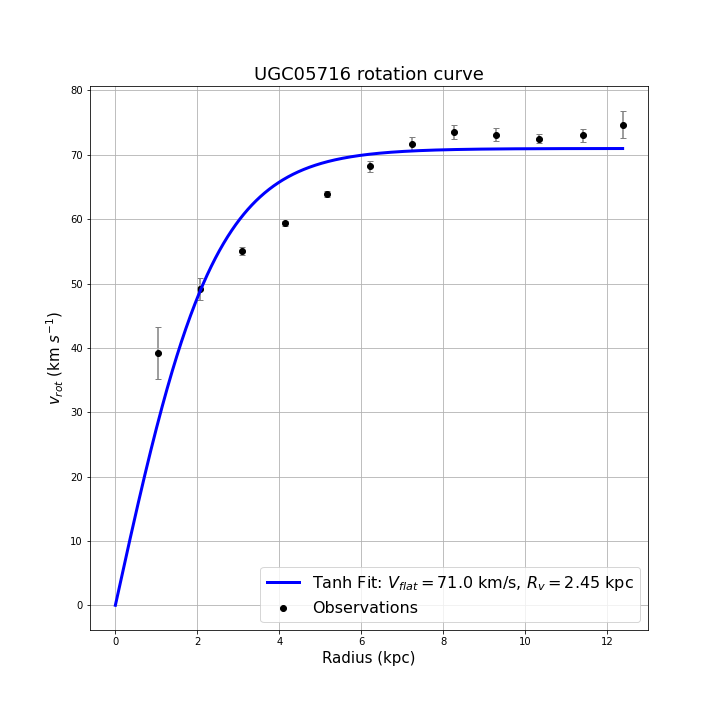 UGC05716 rotation curve
80
70
60
50
40
30
20
10
0
v_rot (km s⁻¹)
0 2 4 6 8 10 12
Radius (kpc)
Tanh Fit: V_flat = 71.0 km/s, R_v = 2.45 kpc
Observations